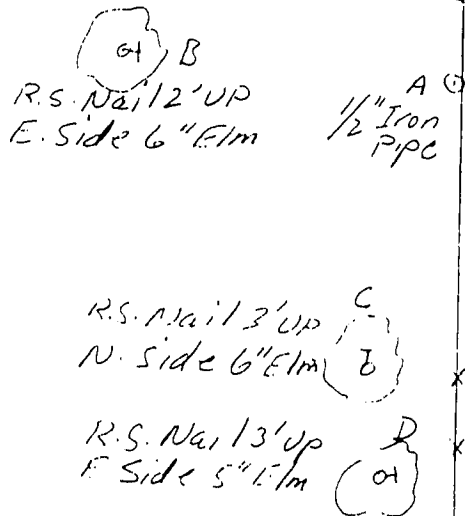 B
R.S. Nail 2' UP
E. Side 6" Elm
A
1/2" Iron
Pipe
C
R.S. Nail 3' UP
N. Side 6" Elm
D
R.S. Nail 3' Up
E Side 5" Elm